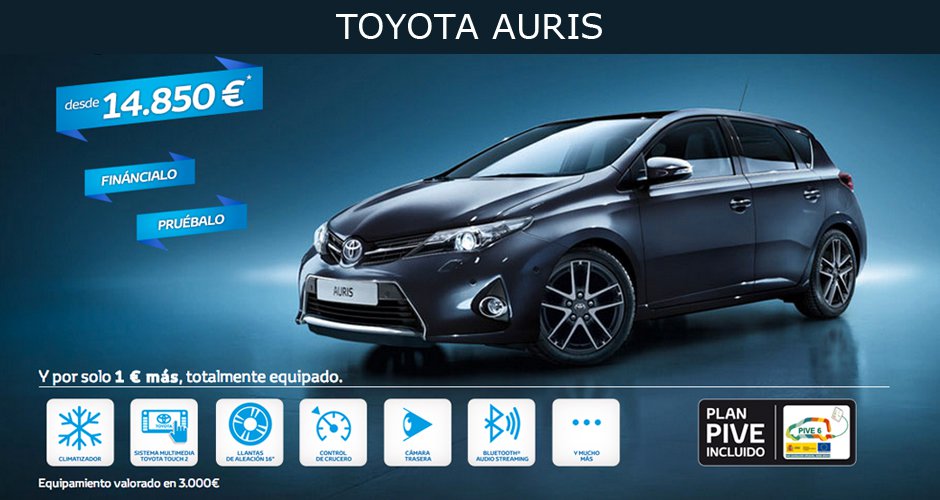 TOYOTA AURIS
desde 14.850 €*
FINÁNCIALO
PRUÉBALO
AURIS
Y por solo 1 € más, totalmente equipado.
CLIMATIZADOR
TOYOTA
SISTEMA MULTIMEDIA
TOYOTA TOUCH 2
LLANTAS
DE ALEACIÓN 16"
CONTROL
DE CRUCERO
CÁMARA
TRASERA
BLUETOOTH®
AUDIO STREAMING
Y MUCHO
MÁS
PLAN
PIVE
INCLUIDO
PIVE 6
Equipamiento valorado en 3.000€